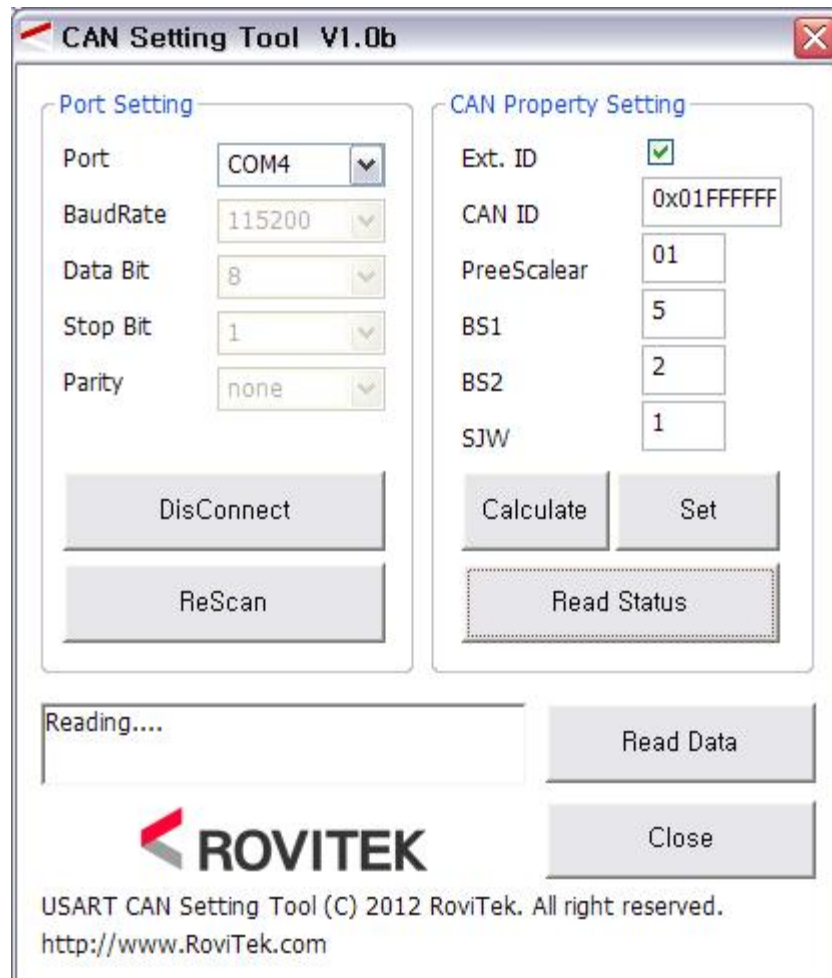 CAN Setting Tool V1.0b
Port Setting
Port
COM4
BaudRate
115200
Data Bit
8
Stop Bit
1
Parity
none
DisConnect
ReScan
CAN Property Setting
Ext. ID
CAN ID
0x01FFFFFF
PreeScalear
01
BS1
5
BS2
2
SJW
1
Calculate
Set
Read Status
Reading....
Read Data
ROVITEK
Close
USART CAN Setting Tool (C) 2012 RoviTek. All right reserved.
http://www.RoviTek.com